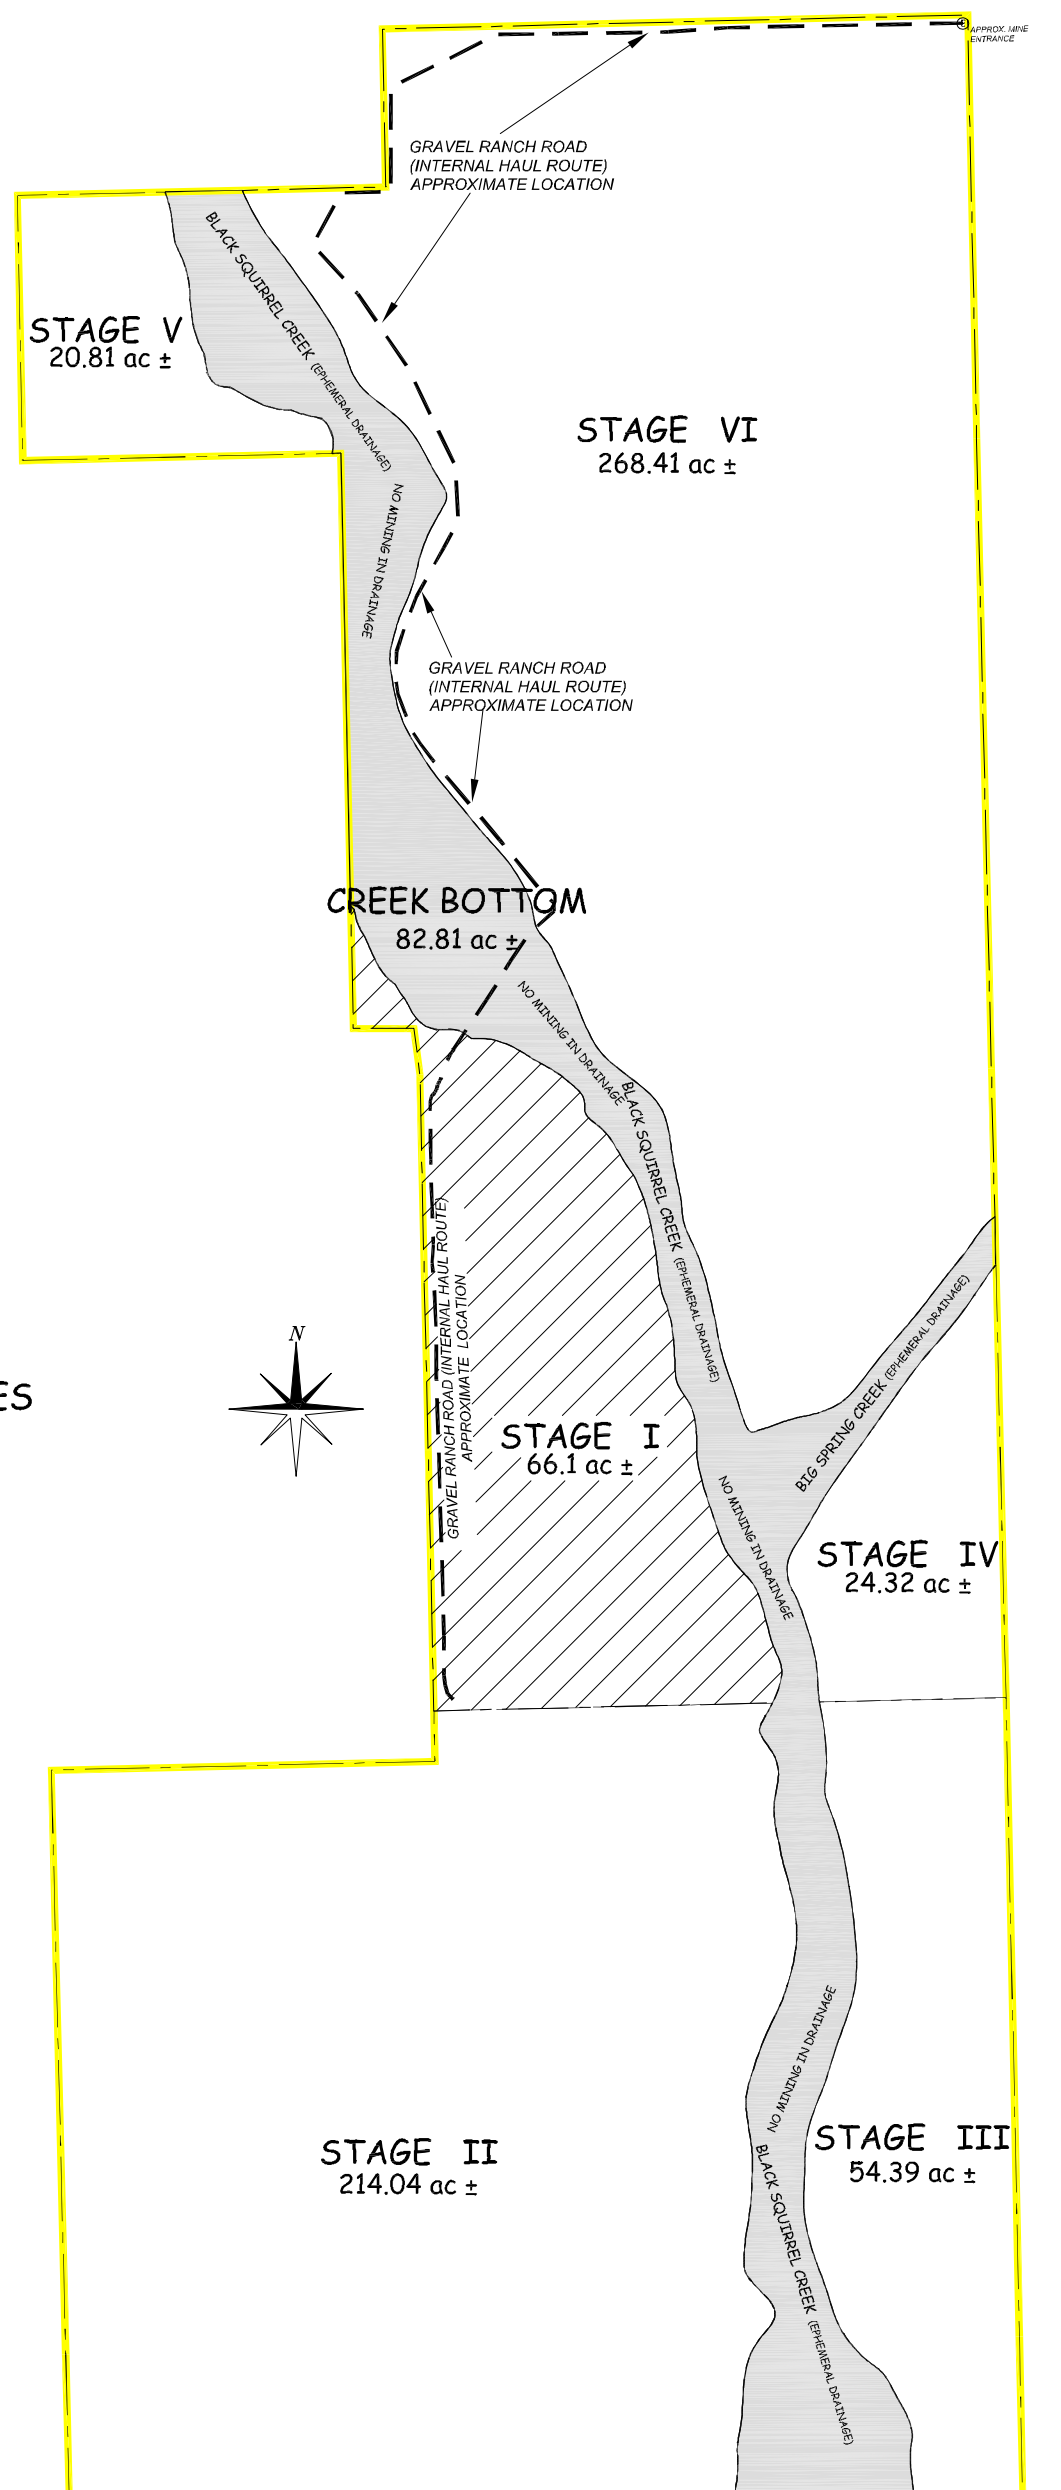 APPROX. MINE
ENTRANCE
GRAVEL RANCH ROAD
(INTERNAL HAUL ROUTE)
APPROXIMATE LOCATION
BLACK SQUIRREL CREEK (EPHEMERAL DRAINAGE)
STAGE V
20.81 ac ±
STAGE VI
268.41 ac ±
NO MINING IN DRAINAGE
GRAVEL RANCH ROAD
(INTERNAL HAUL ROUTE)
APPROXIMATE LOCATION
CREEK BOTTOM
82.81 ac ±
NO MINING IN DRAINAGE
BLACK SQUIRREL CREEK (EPHEMERAL DRAINAGE)
GRAVEL RANCH ROAD (INTERNAL HAUL ROUTE)
APPROXIMATE LOCATION
BIG SPRING CREEK (EPHEMERAL DRAINAGE)
N
ES
STAGE I
66.1 ac ±
NO MINING IN DRAINAGE
STAGE IV
24.32 ac ±
NO MINING IN DRAINAGE
STAGE II
214.04 ac ±
STAGE III
54.39 ac ±
BLACK SQUIRREL CREEK (EPHEMERAL DRAINAGE)